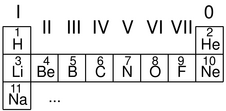 I 0
II III IV V VI VII
1 2
H He
3 4 5 6 7 8 9 10
Li Be B C N O F Ne
11
Na ...